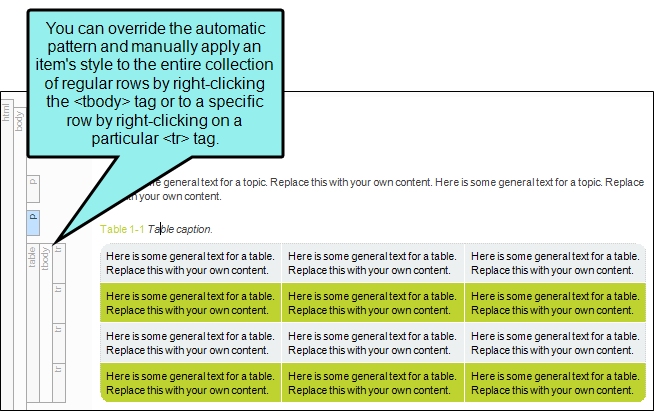 You can override the automatic
pattern and manually apply an
item's style to the entire collection
of regular rows by right-clicking
the <tbody> tag or to a specific
row by right-clicking on a
particular <tr> tag.
html
body
p
some general text for a topic. Replace this with your own content. Here is some general text for a topic. Replace
your own content.
p
Table 1-1 Table caption.
table
tbody
tr
Here is some general text for a table. Here is some general text for a table. Here is some general text for a table.
Replace this with your own content. Replace this with your own content. Replace this with your own content.
tr
Here is some general text for a table. Here is some general text for a table. Here is some general text for a table.
Replace this with your own content. Replace this with your own content. Replace this with your own content.
tr
Here is some general text for a table. Here is some general text for a table. Here is some general text for a table.
Replace this with your own content. Replace this with your own content. Replace this with your own content.
tr
Here is some general text for a table. Here is some general text for a table. Here is some general text for a table.
Replace this with your own content. Replace this with your own content. Replace this with your own content.